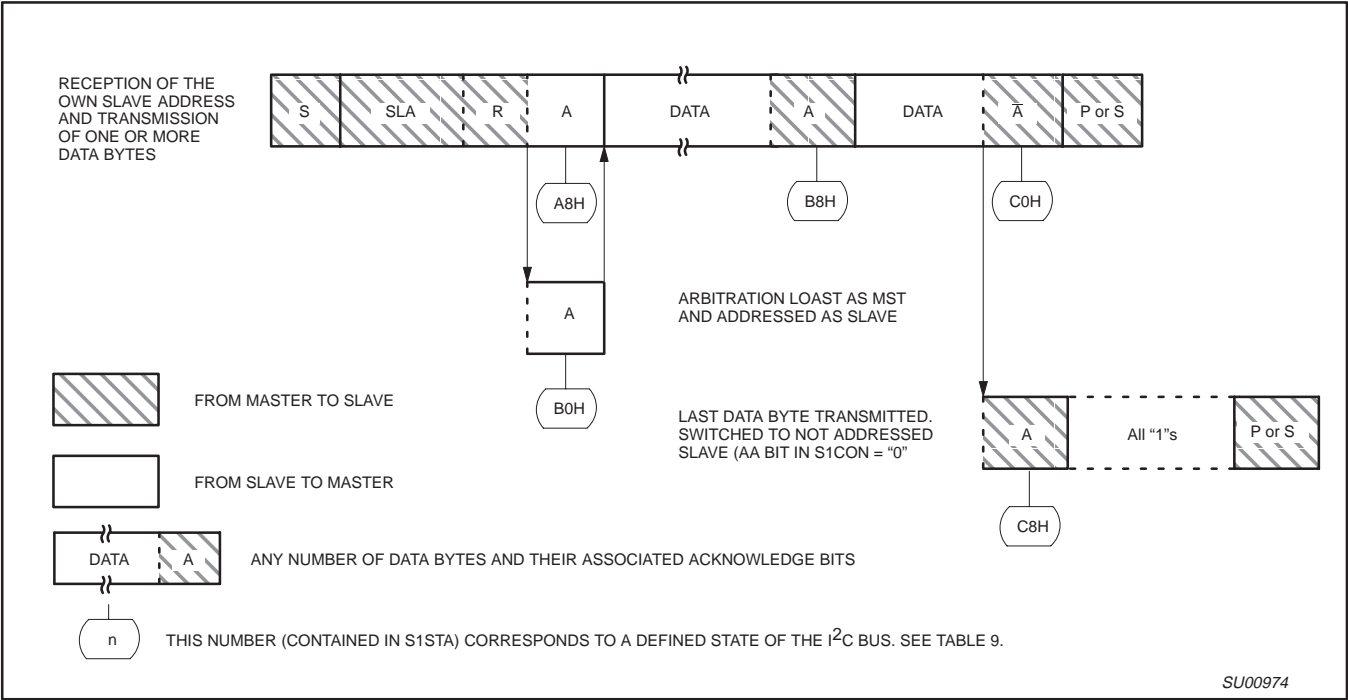 RECEPTION OF THE
OWN SLAVE ADDRESS
AND TRANSMISSION
OF ONE OR MORE
DATA BYTES
S SLA R A DATA A DATA A̅ P or S
A8H B8H C0H
A
ARBITRATION LOAST AS MST
AND ADDRESSED AS SLAVE
B0H
FROM MASTER TO SLAVE
LAST DATA BYTE TRANSMITTED.
SWITCHED TO NOT ADDRESSED
SLAVE (AA BIT IN S1CON = “0”
A All “1”s P or S
FROM SLAVE TO MASTER
C8H
DATA A ANY NUMBER OF DATA BYTES AND THEIR ASSOCIATED ACKNOWLEDGE BITS
n THIS NUMBER (CONTAINED IN S1STA) CORRESPONDS TO A DEFINED STATE OF THE I²C BUS. SEE TABLE 9.
SU00974